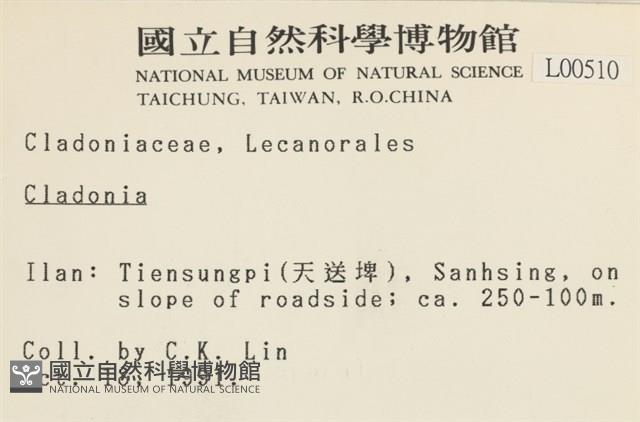 國立自然科學博物館
NATIONAL MUSEUM OF NATURAL SCIENCE
L00510
TAICHUNG, TAIWAN, R.O.CHINA
Cladoniaceae, Lecanorales
Cladonia
Ilan: Tiensungpi(天送埤), Sanhsing, on
slope of roadside; ca. 250-100m.
Coll. by C.K. Lin
國立自然科學博物館
NATIONAL MUSEUM OF NATURAL SCIENCE